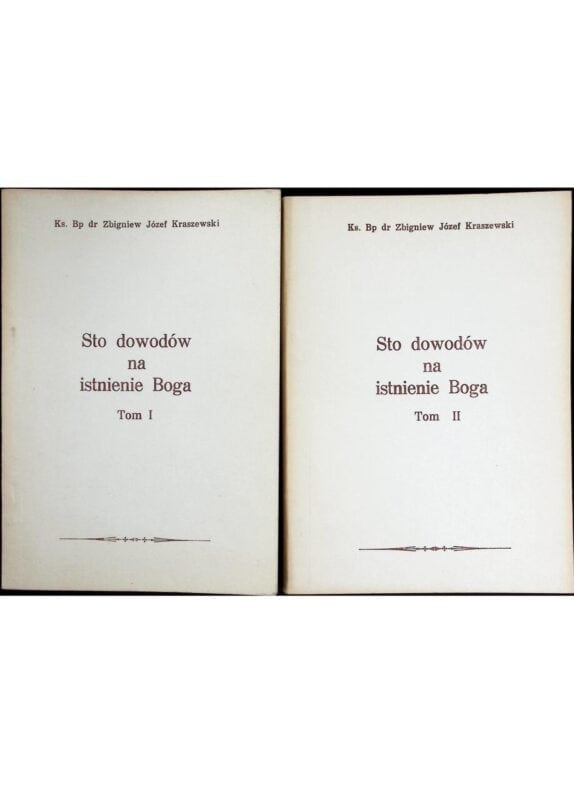 Ks. Bp dr Zbigniew Józef Kraszewski
Sto dowodów
na
istnienie Boga
Tom I
Ks. Bp dr Zbigniew Józef Kraszewski
Sto dowodów
na
istnienie Boga
Tom II